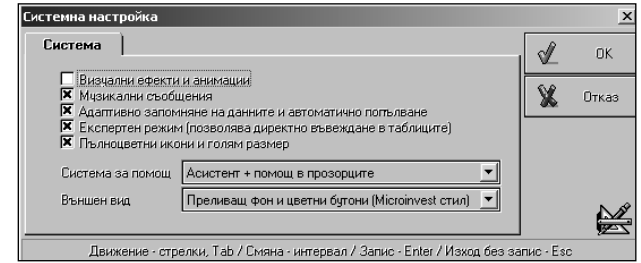 Системна настройка
Система
OK
Визуални ефекти и анимации
Музикални съобщения
Отказ
Адаптивно запомняне на данните и автоматично попълване
Експертен режим (позволява директно въвеждане в таблиците)
Пълноцветни икони и голям размер
Система за помощ Асистент + помощ в прозорците
Външен вид Преливащ фон и цветни бутони (Microinvest стил)
Движение - стрелки, Tab / Смяна - интервал / Запис - Enter / Изход без запис - Esc